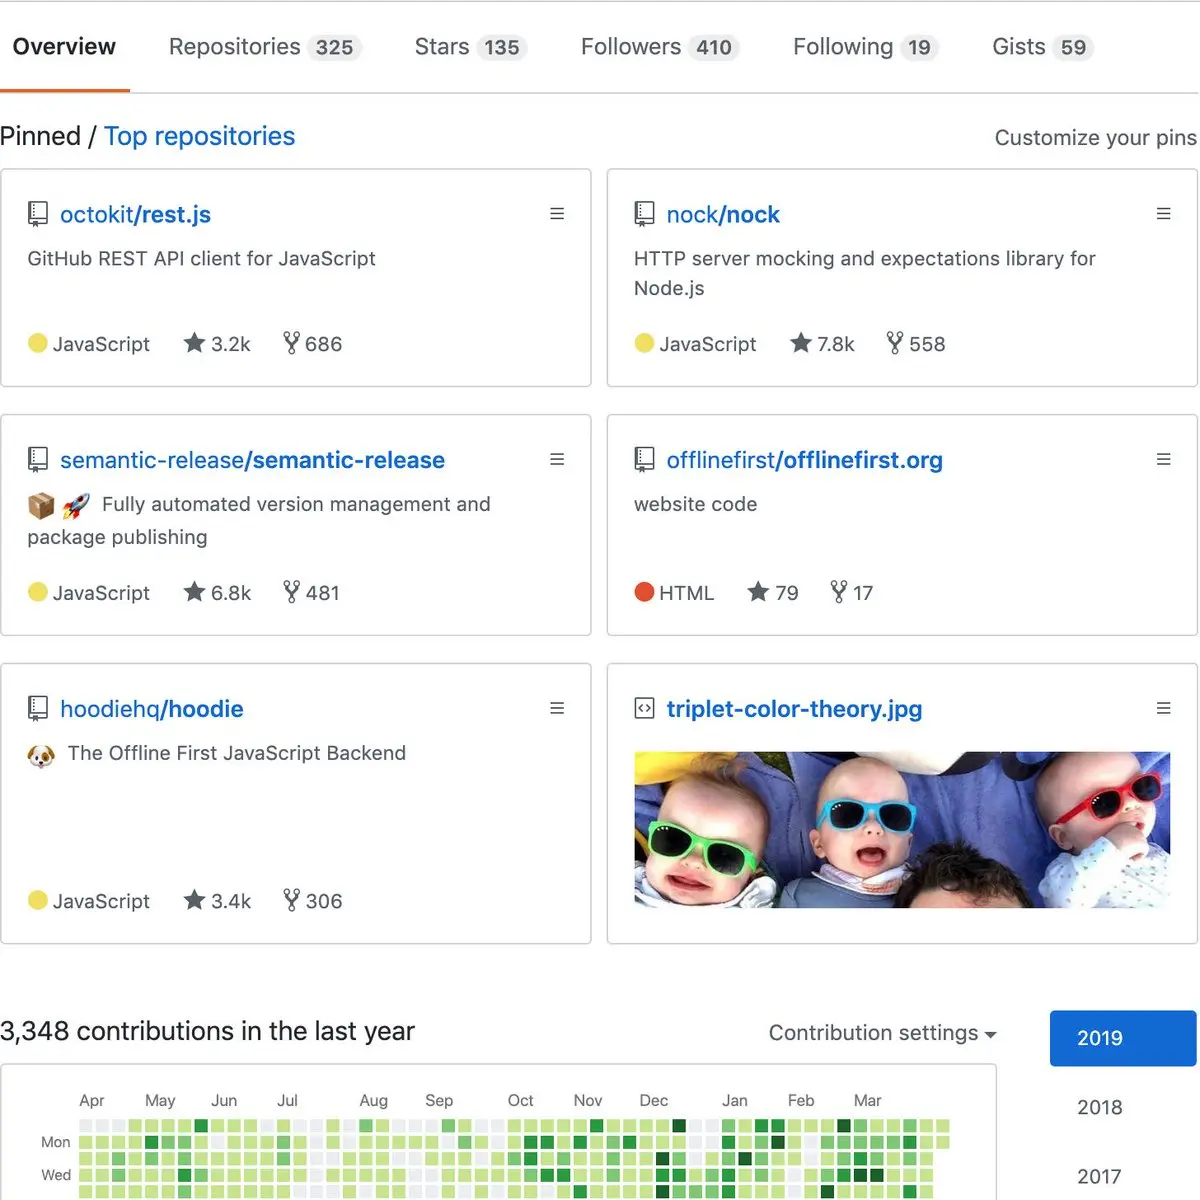 Overview Repositories 325 Stars 135 Followers 410 Following 19 Gists 59
Pinned / Top repositories Customize your pins
octokit/rest.js
GitHub REST API client for JavaScript
JavaScript 3.2k 686
nock/nock
HTTP server mocking and expectations library for
Node.js
JavaScript 7.8k 558
semantic-release/semantic-release
Fully automated version management and
package publishing
JavaScript 6.8k 481
offlinefirst/offlinefirst.org
website code
HTML 79 17
hoodiehq/hoodie
The Offline First JavaScript Backend
JavaScript 3.4k 306
triplet-color-theory.jpg
3,348 contributions in the last year Contribution settings
2019
2018
2017
Apr May Jun Jul Aug Sep Oct Nov Dec Jan Feb Mar
Mon
Wed